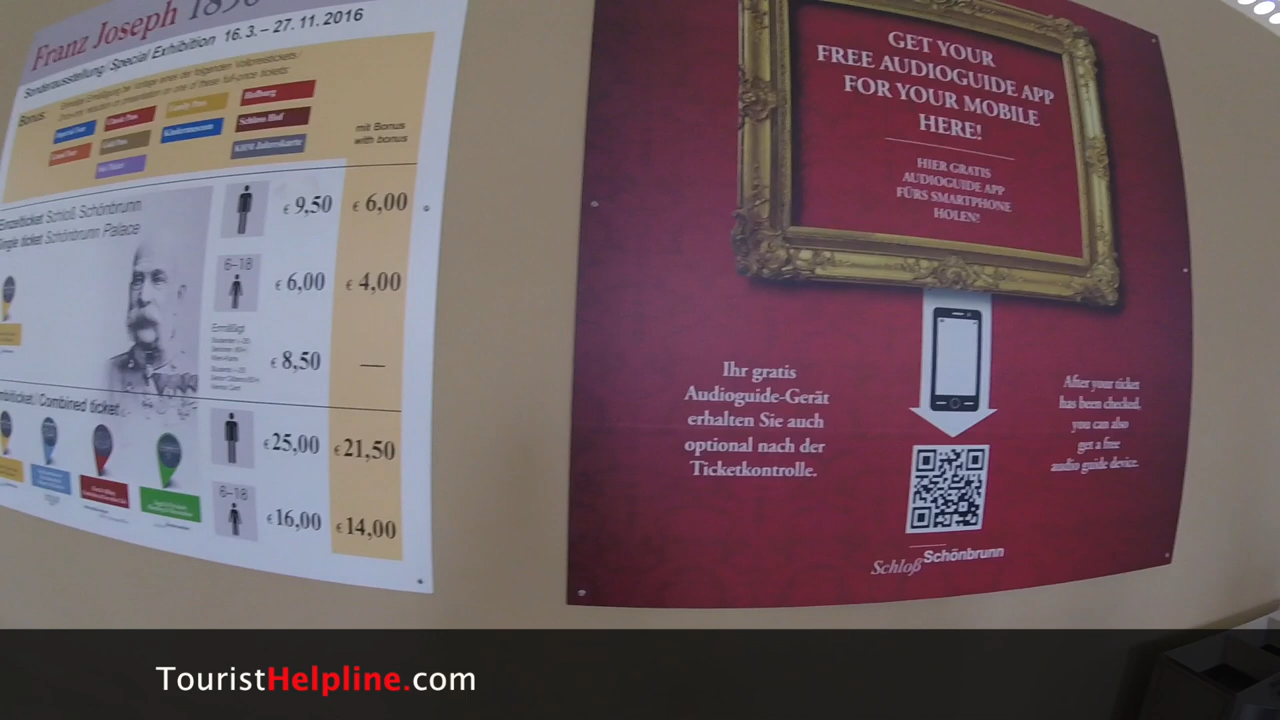 Franz Joseph
Sonderausstellung/Special Exhibition 16.3. – 27.11.2016
Bonus:
Classic Pass
Hofburg
Kindermuseum
Schloss Hof
KHM Jahreskarte
mit Bonus
with bonus
Einzelticket Schloß Schönbrunn
Single ticket Schönbrunn Palace
€ 9,50 € 6,00
6–18
€ 6,00 € 4,00
Ermäßigt
€ 8,50 —
Combined ticket
€ 25,00 € 21,50
6–18
€ 16,00 € 14,00
GET YOUR
FREE AUDIOGUIDE APP
FOR YOUR MOBILE
HERE!
HIER GRATIS
AUDIOGUIDE APP
FÜRS SMARTPHONE
HOLEN!
Ihr gratis
Audioguide-Gerät
erhalten Sie auch
optional nach der
Ticketkontrolle.
After your ticket
has been checked,
you can also
get a free
audio guide device.
Schloß Schönbrunn
TouristHelpline.com